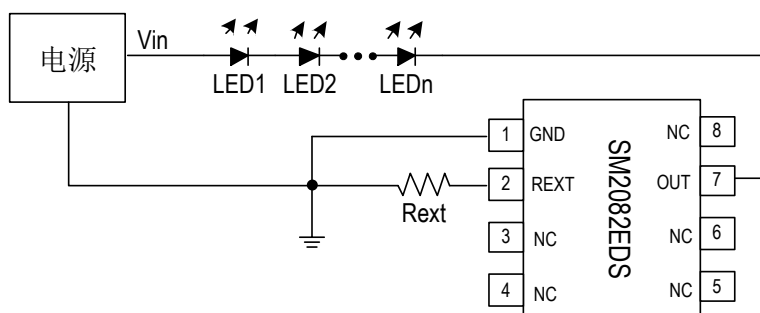 电源
Vin
LED1 LED2 LEDn
1 GND NC 8
2 REXT OUT 7
Rext
3 NC NC 6
4 NC NC 5
SM2082EDS